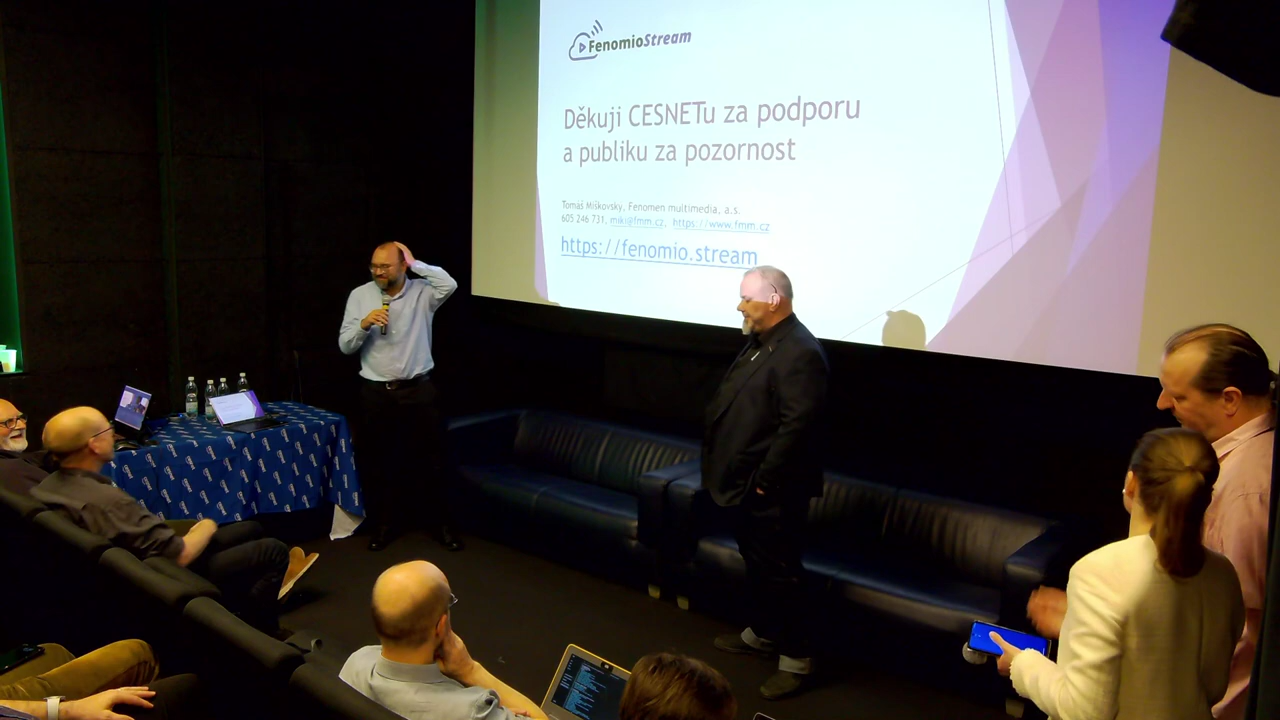 FenomioStream
Děkuji CESNETu za podporu
a publiku za pozornost
Tomáš Miškovský, Fenomen multimedia, a.s.
605 246 731, miki@fmm.cz, https://www.fmm.cz
https://fenomio.stream